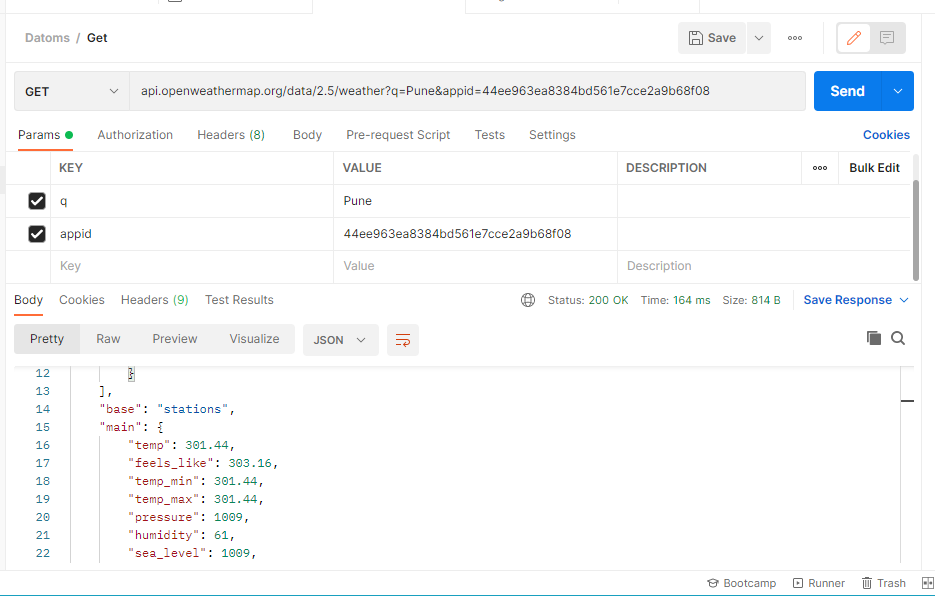 Datoms / Get
Save
GET
api.openweathermap.org/data/2.5/weather?q=Pune&appid=44ee963ea8384bd561e7cce2a9b68f08
Send
Params Authorization Headers (8) Body Pre-request Script Tests Settings Cookies
KEY VALUE DESCRIPTION Bulk Edit
q Pune
appid 44ee963ea8384bd561e7cce2a9b68f08
Key Value Description
Body Cookies Headers (9) Test Results Status: 200 OK Time: 164 ms Size: 814 B Save Response
Pretty Raw Preview Visualize JSON
12 }
13 ],
14 "base": "stations",
15 "main": {
16 "temp": 301.44,
17 "feels_like": 303.16,
18 "temp_min": 301.44,
19 "temp_max": 301.44,
20 "pressure": 1009,
21 "humidity": 61,
22 "sea_level": 1009,
Bootcamp Runner Trash